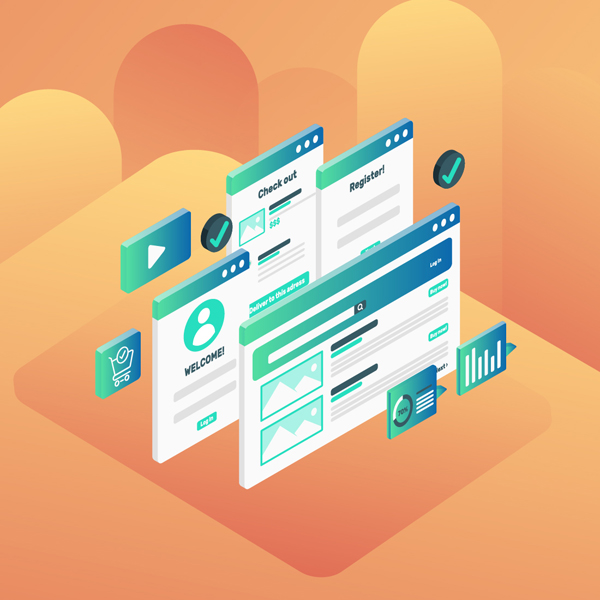 Check out
$$$
Deliver to this adress
Register!
WELCOME!
Log in
Log in
Buy now!
Buy now!
70%